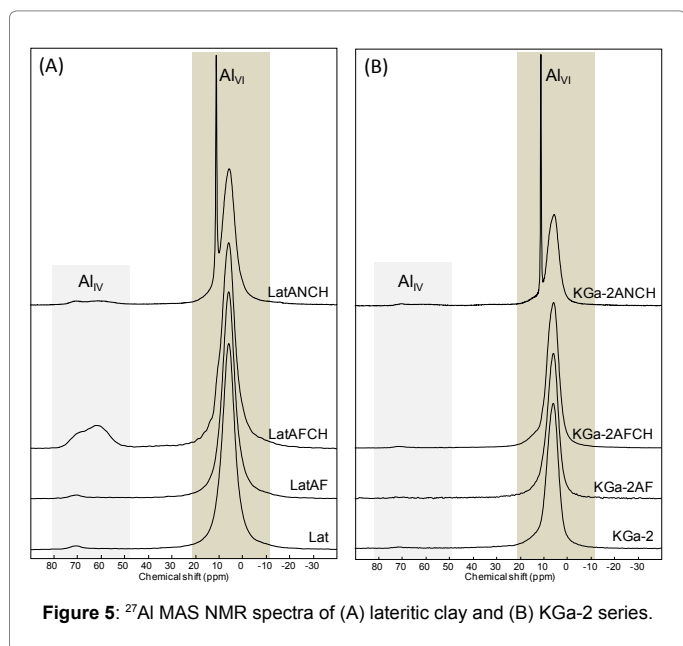 (A)
Al_VI
Al_IV
LatANCH
LatAFCH
LatAF
Lat
80 70 60 50 40 30 20 10 0 -10 -20 -30
Chemical shift (ppm)
(B)
Al_VI
Al_IV
KGa-2ANCH
KGa-2AFCH
KGa-2AF
KGa-2
80 70 60 50 40 30 20 10 0 -10 -20 -30
Chemical shift (ppm)
Figure 5: ²⁷Al MAS NMR spectra of (A) lateritic clay and (B) KGa-2 series.